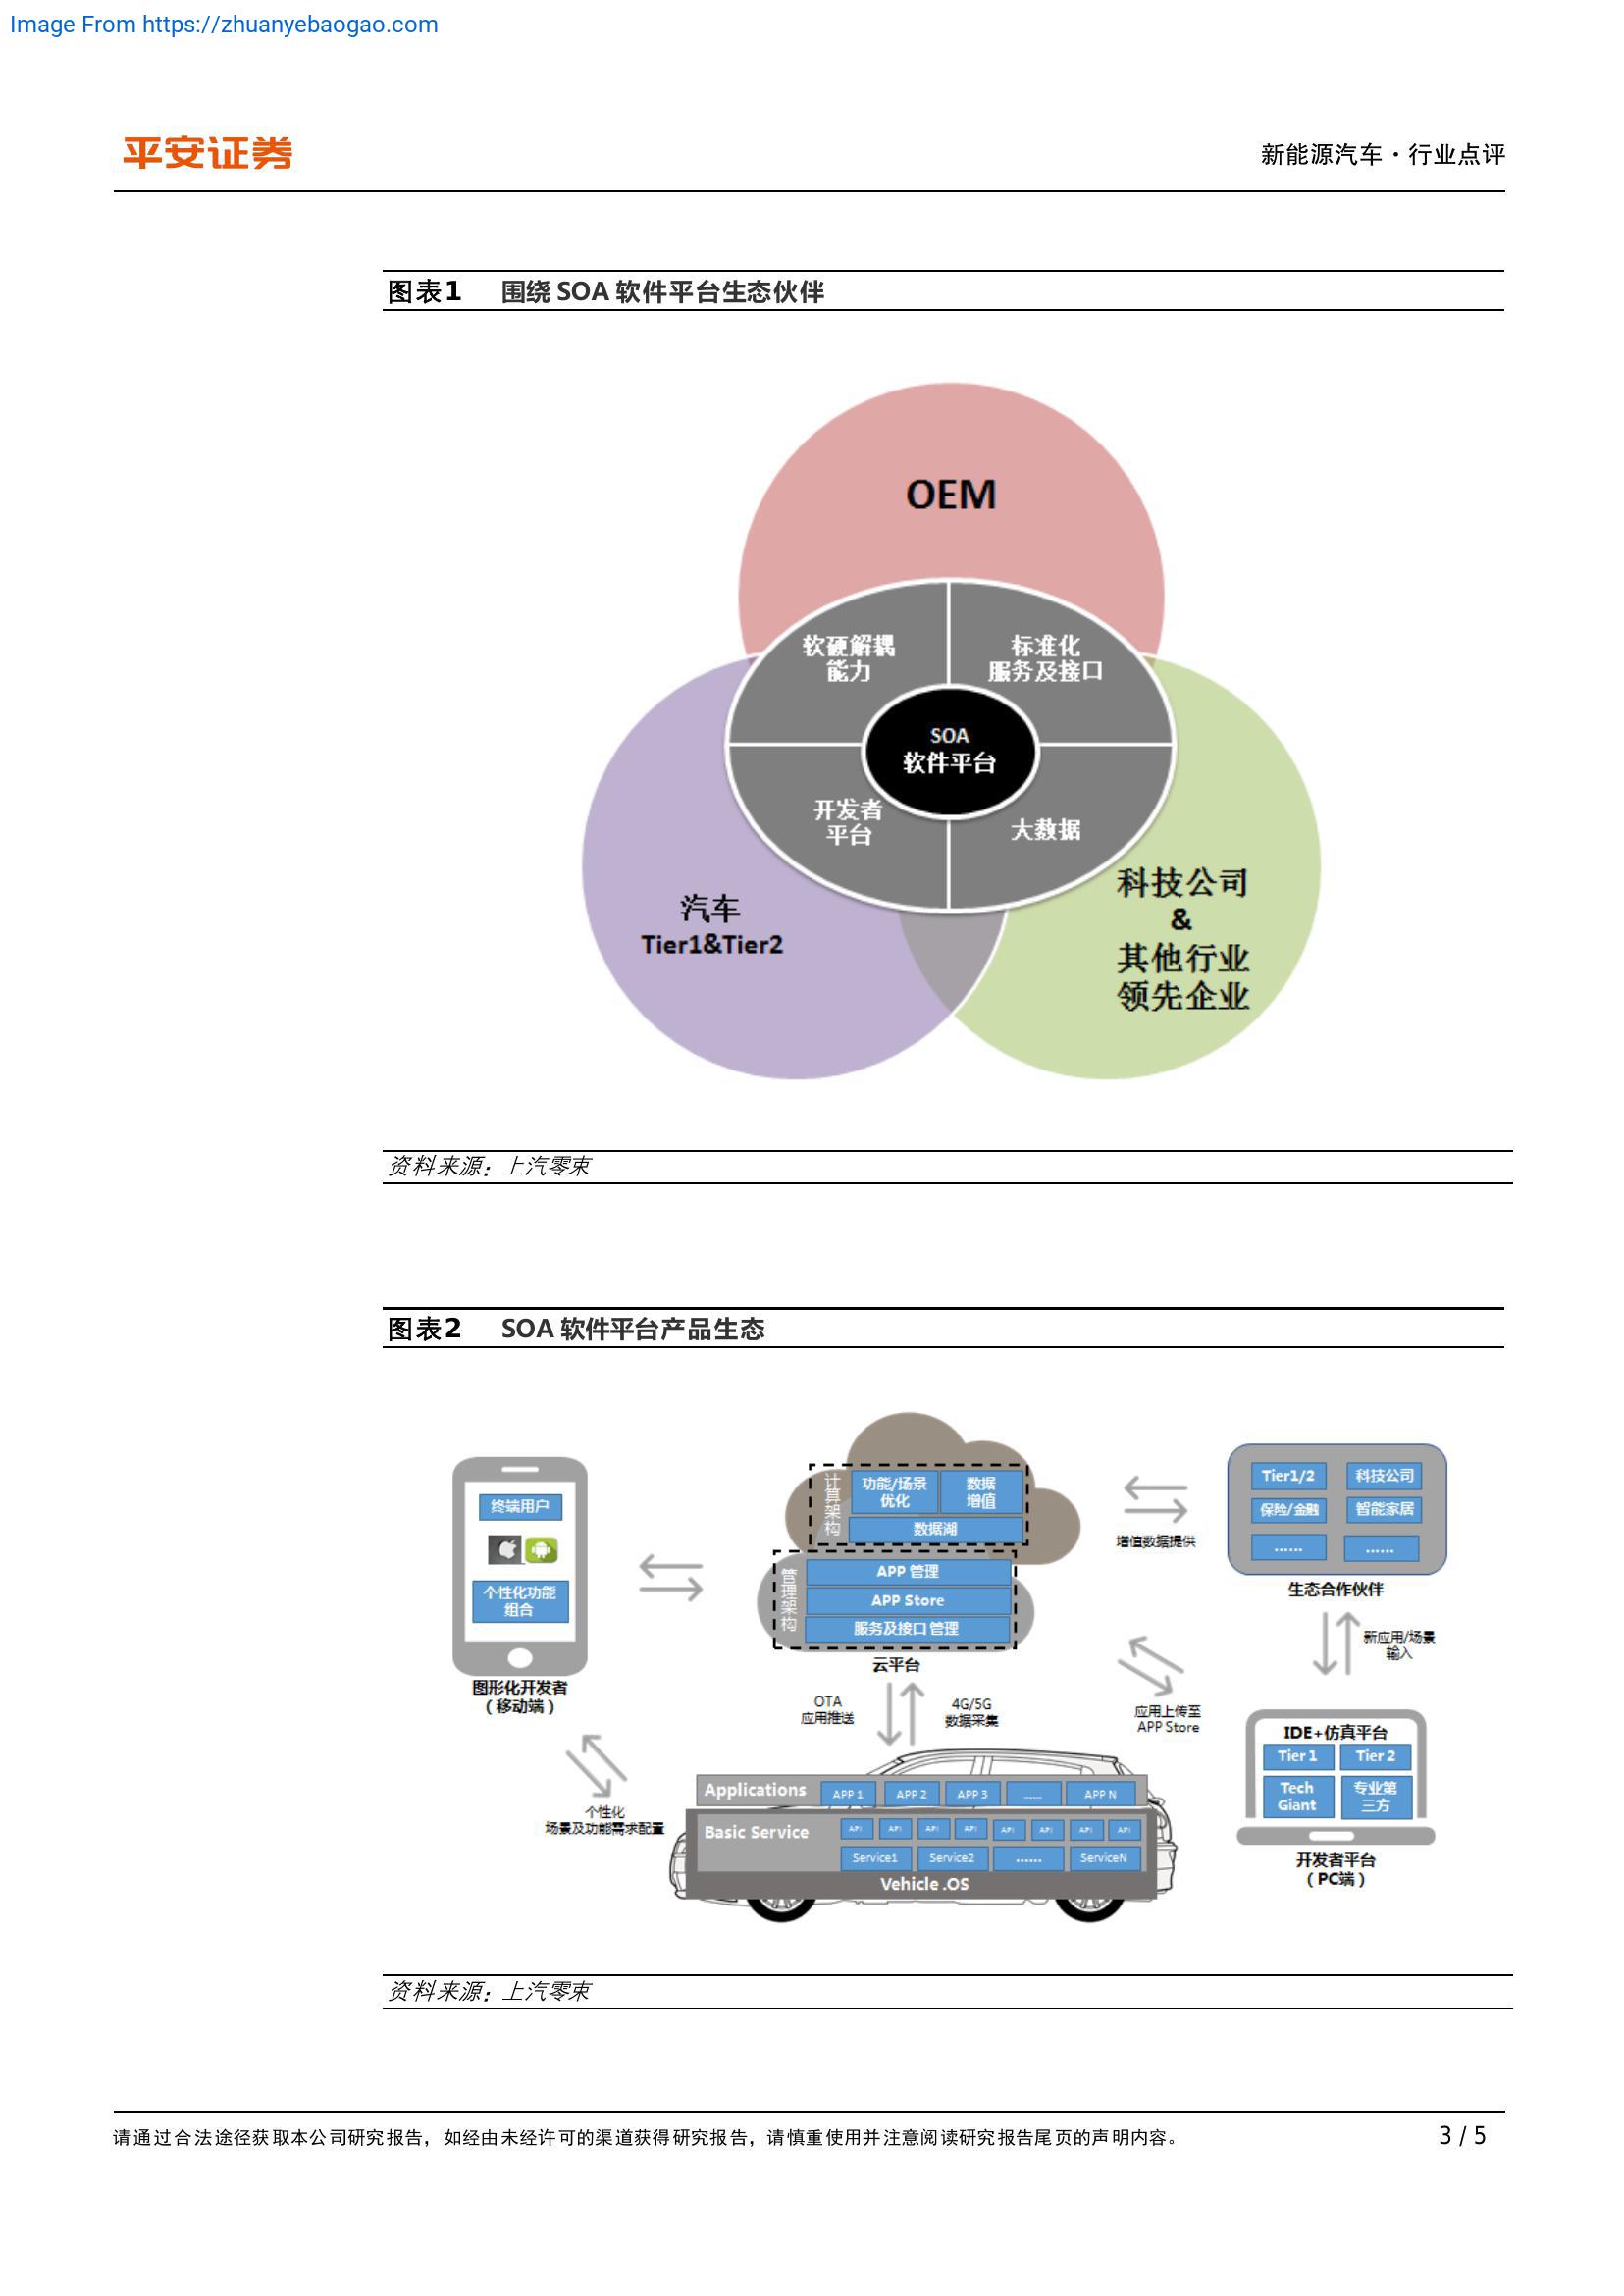 Image From https://zhuanyebaogao.com
平安证券
新能源汽车·行业点评
图表1 围绕 SOA 软件平台生态伙伴
OEM
软硬解耦
能力
标准化
服务及接口
SOA
软件平台
开发者
平台
大数据
汽车
Tier1&Tier2
科技公司
&
其他行业
领先企业
资料来源：上汽零束
图表2 SOA 软件平台产品生态
终端用户
个性化功能
组合
图形化开发者
（移动端）
计算架构
功能/场景
优化
数据
增值
数据湖
管理架构
APP 管理
APP Store
服务及接口 管理
云平台
增值数据提供
Tier1/2
科技公司
保险/金融
智能家居
......
......
生态合作伙伴
新应用/场景
输入
OTA
应用推送
4G/5G
数据采集
应用上传至
APP Store
IDE+仿真平台
Tier 1
Tier 2
Tech
Giant
专业第
三方
开发者平台
（PC端）
个性化
场景及功能需求配置
Applications
APP 1
APP 2
APP 3
......
APP N
Basic Service
API
API
API
API
API
API
API
API
Service1
Service2
......
ServiceN
Vehicle .OS
资料来源：上汽零束
请通过合法途径获取本公司研究报告，如经由未经许可的渠道获得研究报告，请慎重使用并注意阅读研究报告尾页的声明内容。
3 / 5